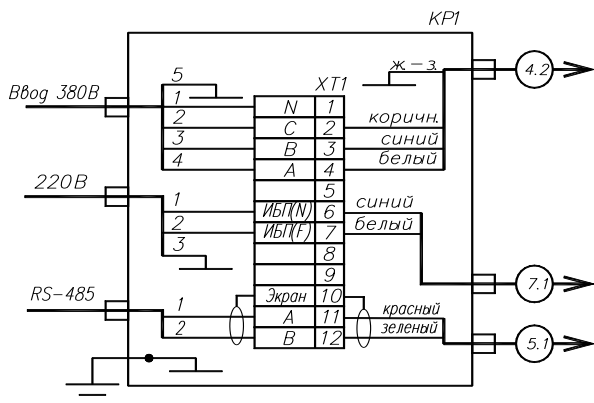 КР1
5
ж.-з.
4.2
Ввод 380В
1
ХТ1
N 1
2
С 2
коричн.
3
В 3
синий
4
А 4
белый
220В
5
1
ИБП(N) 6
синий
2
ИБП(F) 7
белый
3
8
9
7.1
RS-485
Экран 10
1
А 11
красный
2
В 12
зеленый
5.1